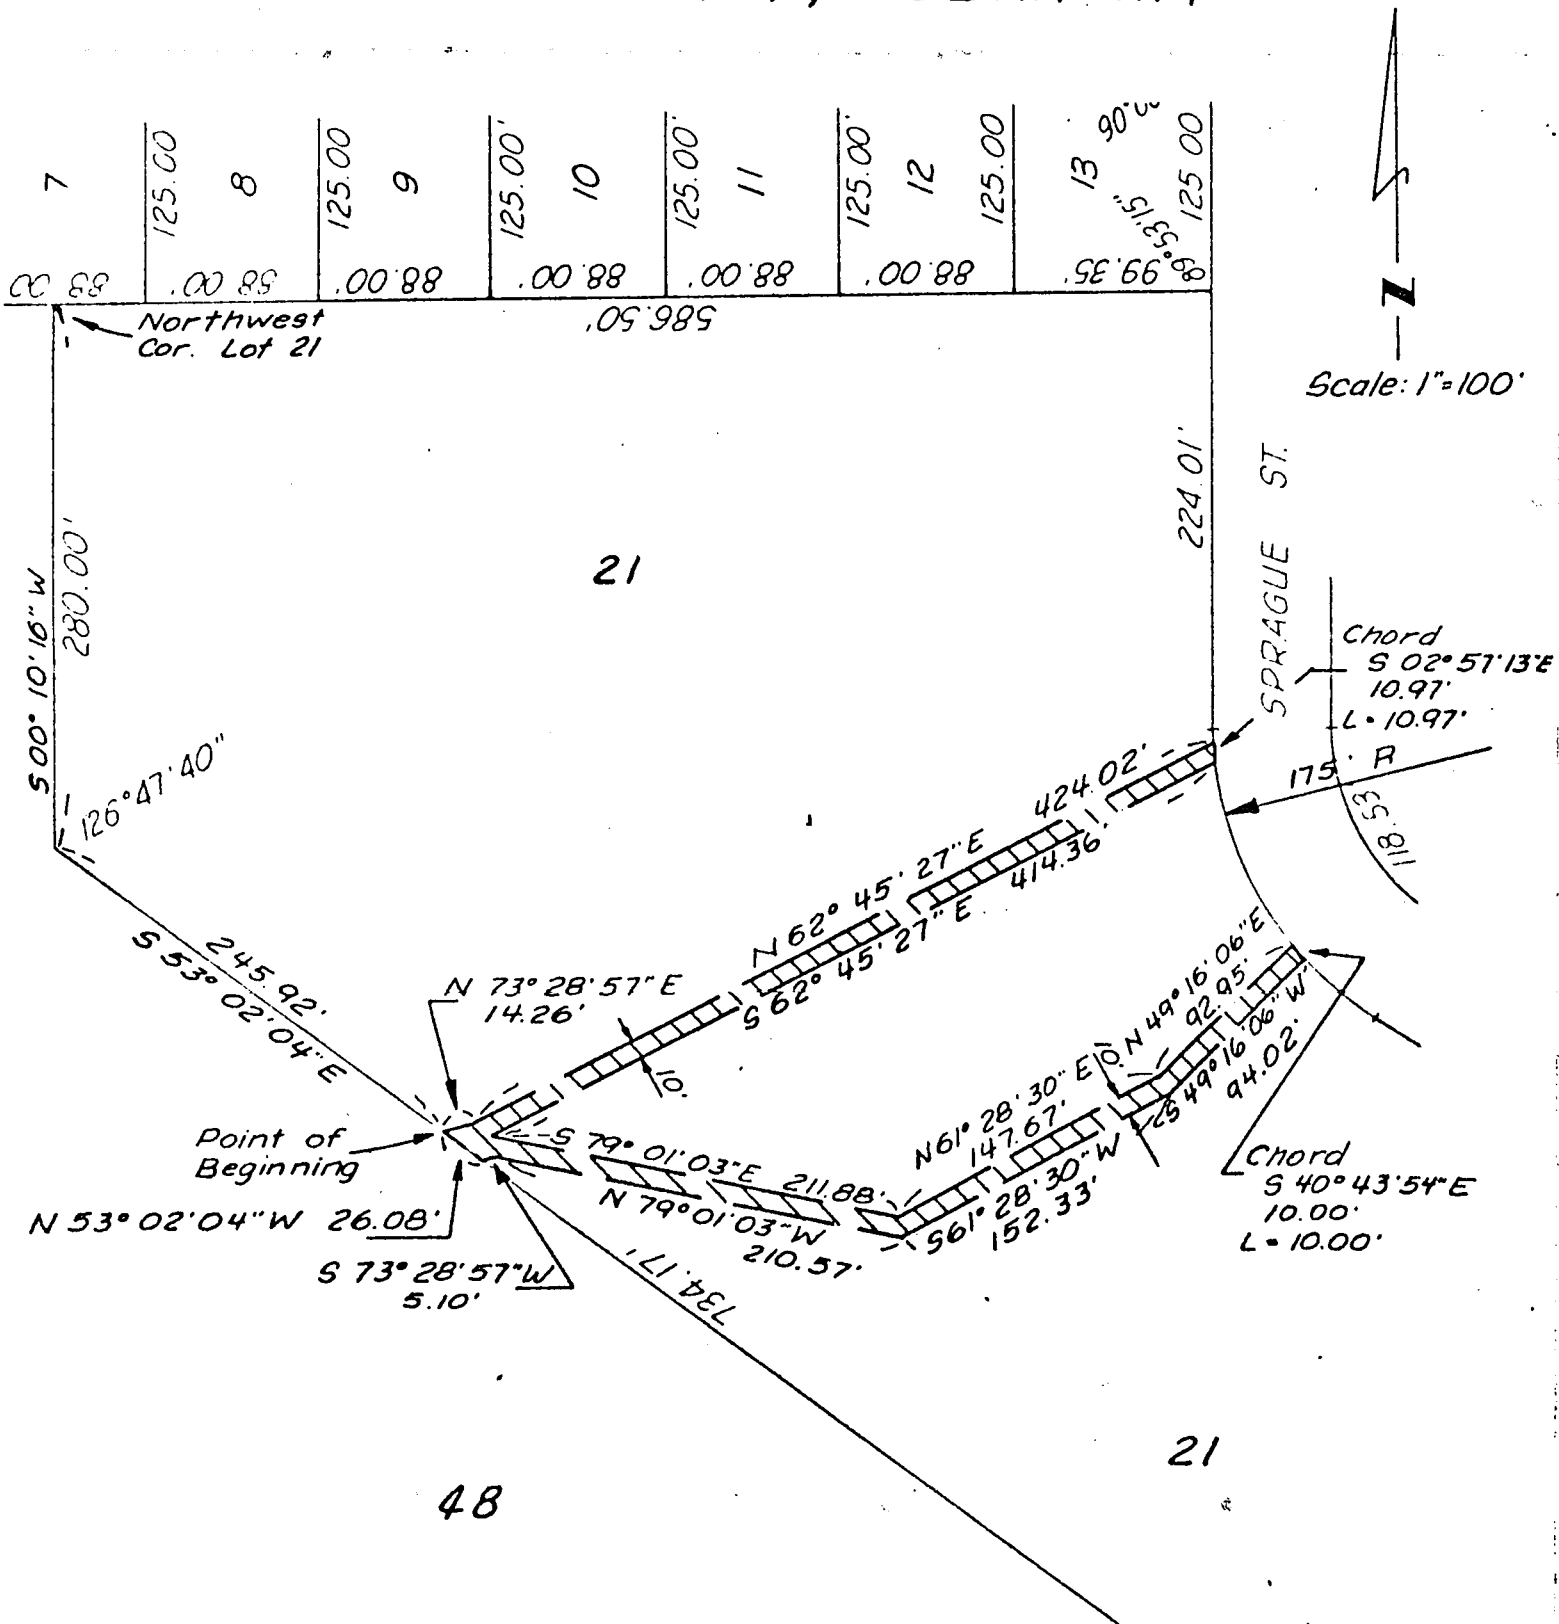 7
125.00
8
125.00
9
125.00'
10
125.00'
11
125.00'
12
125.00
13
125 00
89°53'15"
88.00'
88.00'
88.00'
88.00'
88.00'
99.35'
586.50'
Northwest
Cor. Lot 21
Z
Scale: 1"=100'
224.01'
SPRAGUE ST.
21
S 00° 10' 16" W
280.00'
126°47'40"
Chord
S 02° 57' 13" E
10.97'
L = 10.97'
175' R
118.53
424.02'
N 62° 45' 27" E
414.36'
S 62° 45' 27" E
245.92'
S 53° 02' 04" E
N 73° 28' 57" E
14.26'
10'
N 49° 16' 06" E
92.95'
S 49° 16' 06" W
94.02'
10'
N 61° 28' 30" E
147.67'
S 61° 28' 30" W
152.33'
Point of
Beginning
S 79° 01' 03" E 211.88'
N 79° 01' 03" W
210.57'
N 53° 02' 04" W 26.08'
S 73° 28' 57" W
5.10'
Chord
S 40° 43' 54" E
10.00'
L = 10.00'
734.17'
21
48